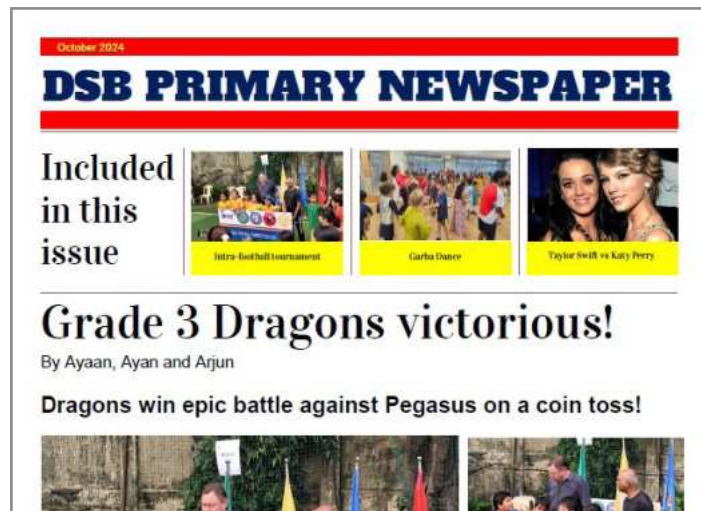 October 2024
DSB PRIMARY NEWSPAPER
Included
in this
issue
Intra-football tournament
Garba Dance
Taylor Swift vs Katy Perry
Grade 3 Dragons victorious!
By Ayaan, Ayan and Arjun
Dragons win epic battle against Pegasus on a coin toss!